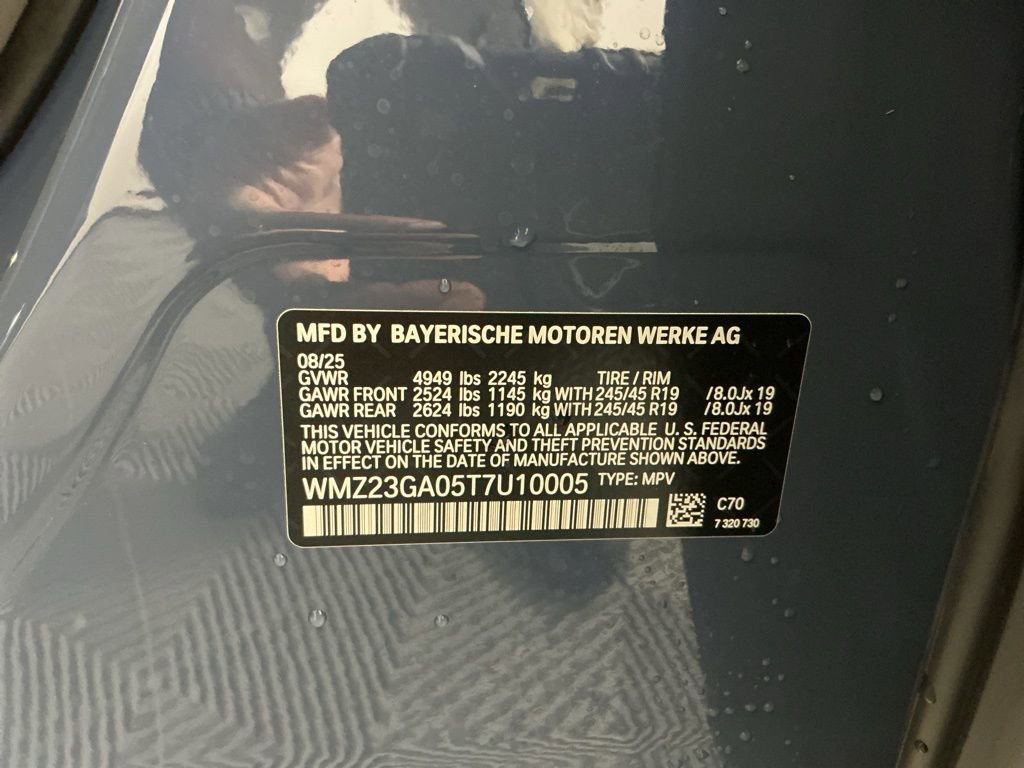 MFD BY BAYERISCHE MOTOREN WERKE AG
08/25
GVWR 4949 lbs 2245 kg TIRE / RIM
GAWR FRONT 2524 lbs 1145 kg WITH 245/45 R19 /8.0Jx 19
GAWR REAR 2624 lbs 1190 kg WITH 245/45 R19 /8.0Jx 19
THIS VEHICLE CONFORMS TO ALL APPLICABLE U. S. FEDERAL
MOTOR VEHICLE SAFETY AND THEFT PREVENTION STANDARDS
IN EFFECT ON THE DATE OF MANUFACTURE SHOWN ABOVE.
WMZ23GA05T7U10005 TYPE: MPV
C70
7 320 730